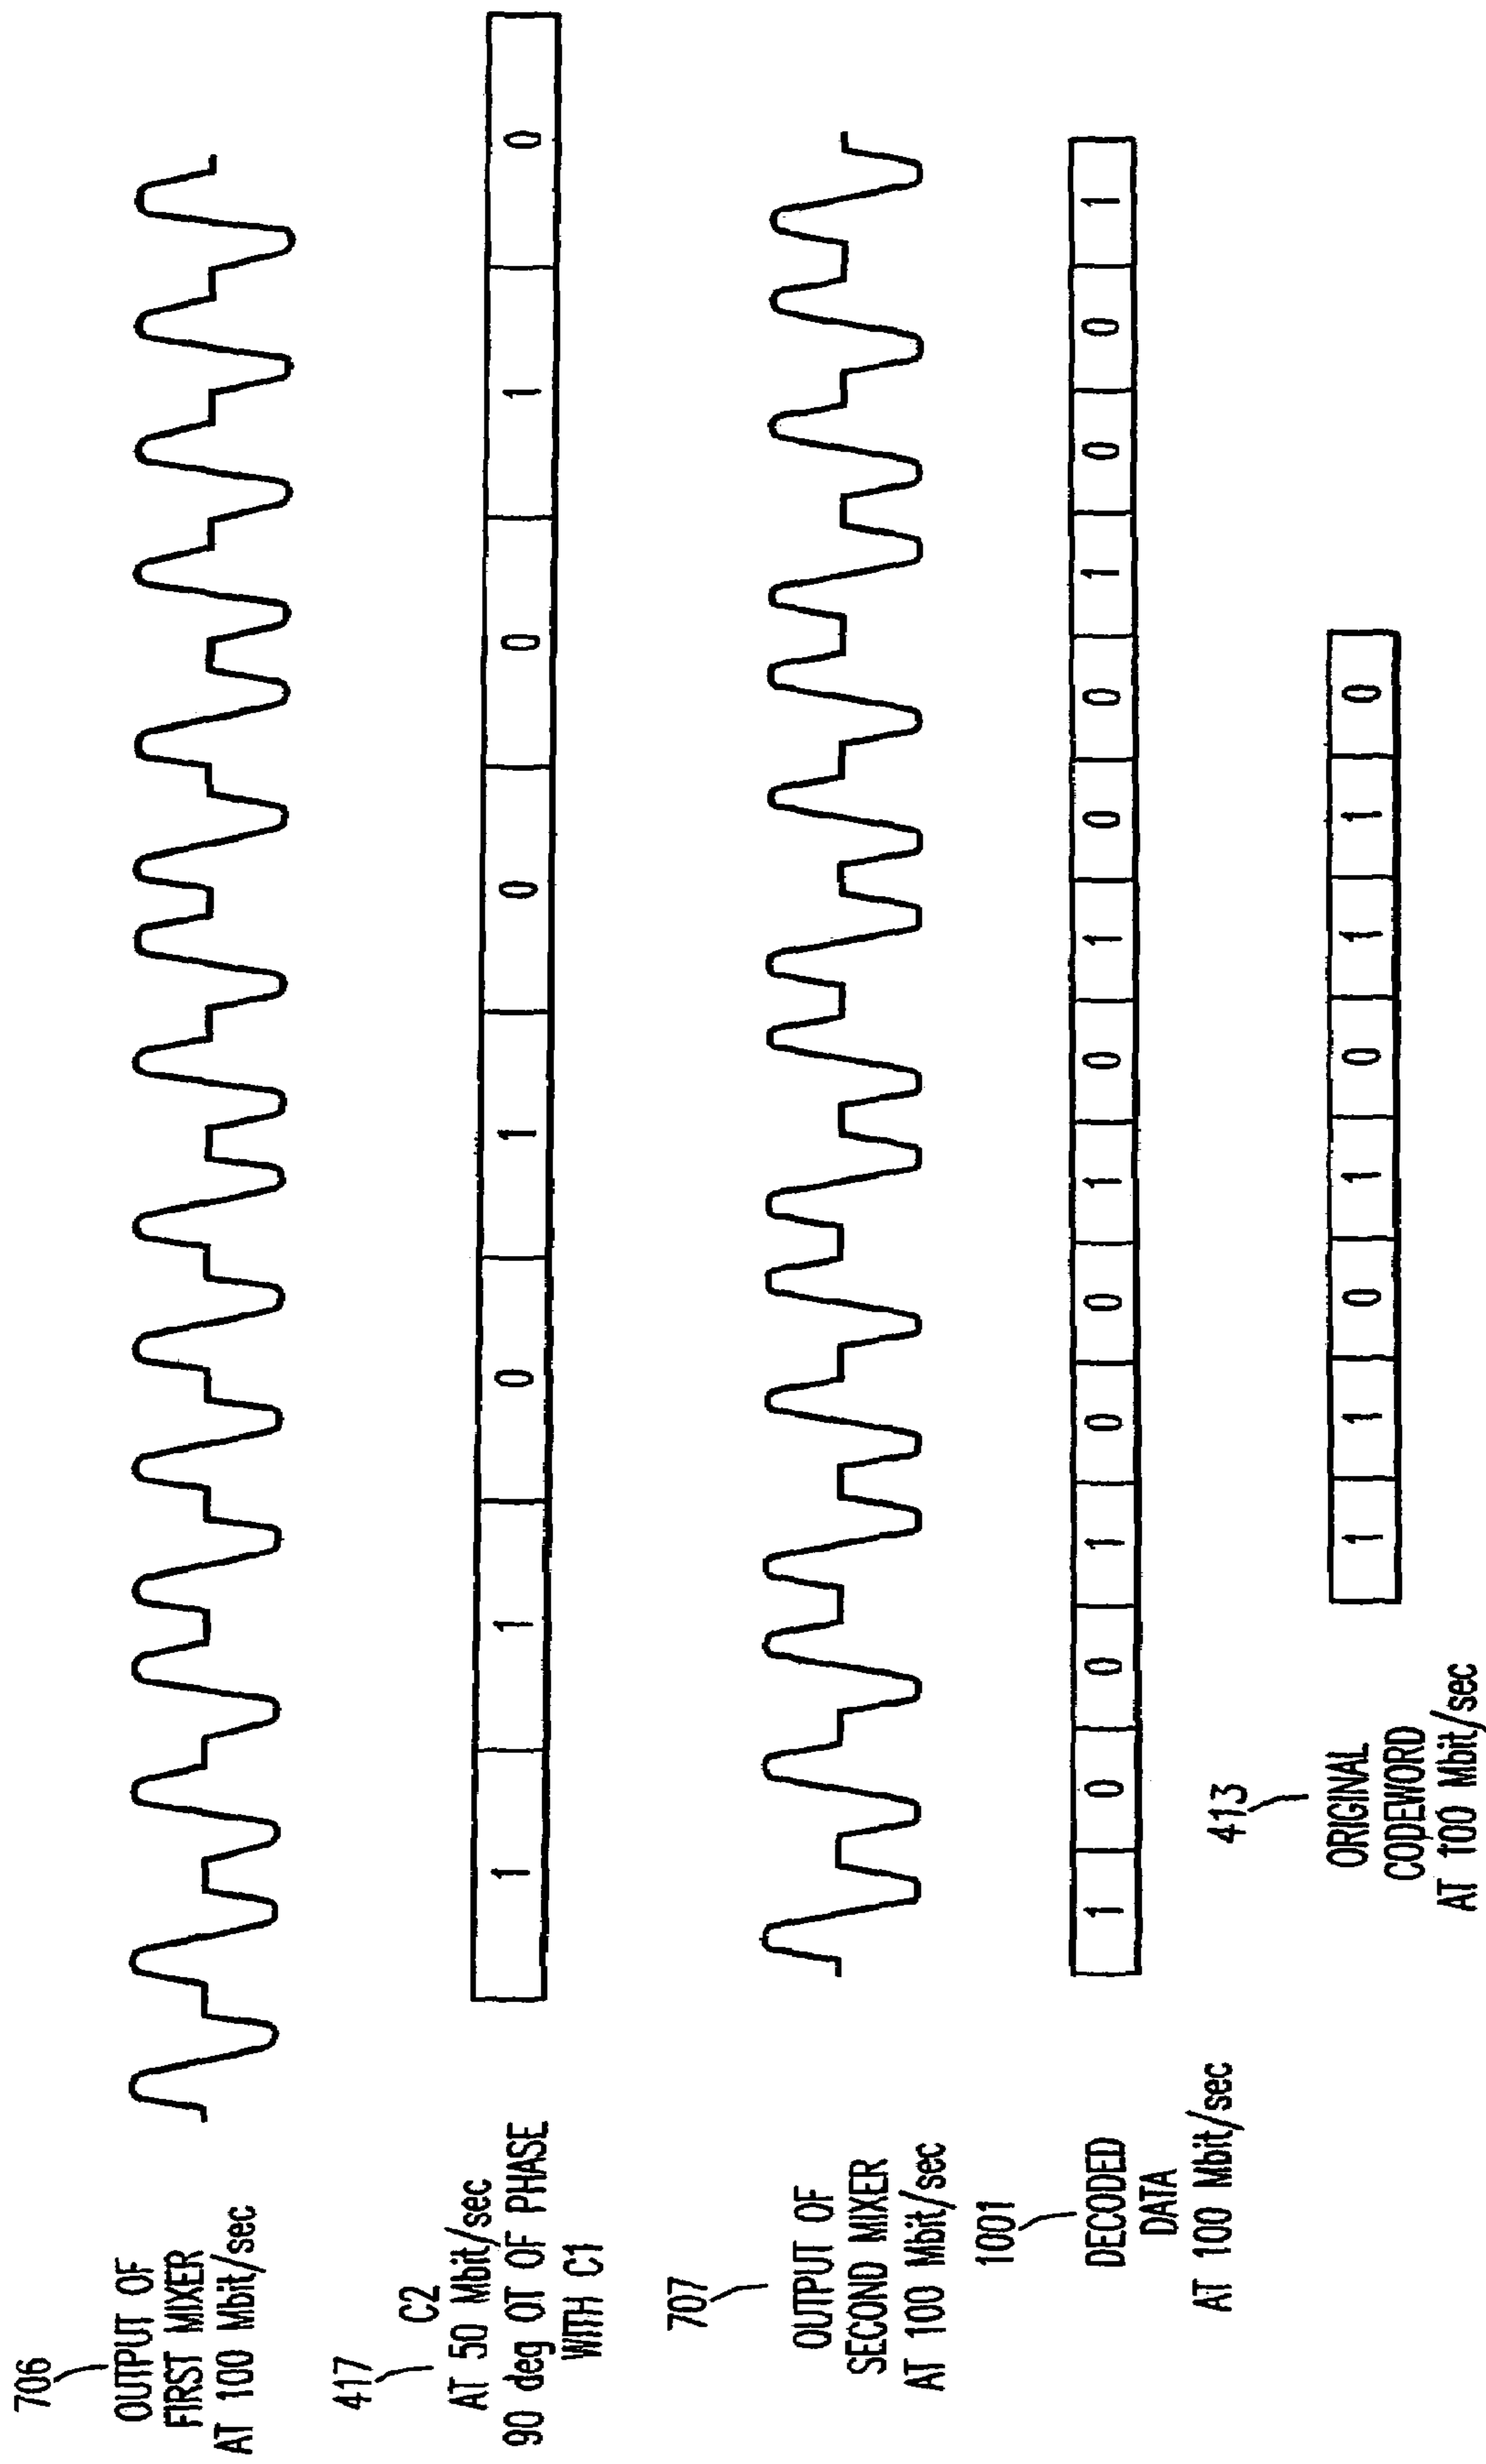 706
OUTPUT OF
FIRST MIXER
AT 100 Mbit/sec
417
C2
AT 50 Mbit/sec
90 deg OT OF PHASE
WITH C1
1 1 0 1 0 0 1 0
707
OUTPUT OF
SECOND MIXER
AT 100 Mbit/sec
1001
DECODED
DATA
AT 100 Mbit/sec
1 0 0 1 0 0 1 0 1 0 0 1 0 0 1
413
ORIGINAL
CODEWORD
AT 100 Mbit/sec
1 1 0 1 0 1 1 0